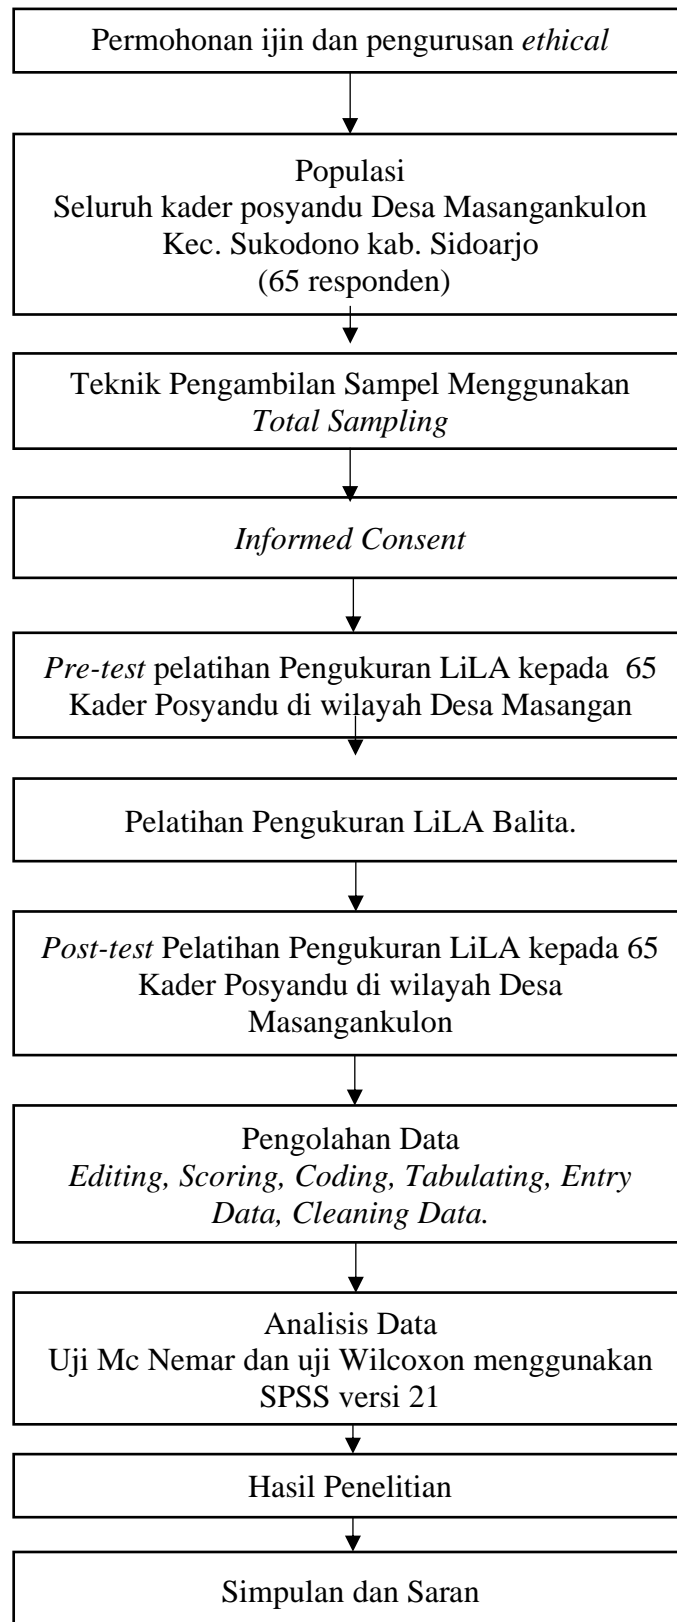 Permohonan ijin dan pengurusan ethical
Populasi
Seluruh kader posyandu Desa Masangankulon
Kec. Sukodono kab. Sidoarjo
(65 responden)
Teknik Pengambilan Sampel Menggunakan
Total Sampling
Informed Consent
Pre-test pelatihan Pengukuran LiLA kepada 65
Kader Posyandu di wilayah Desa Masangan
Pelatihan Pengukuran LiLA Balita.
Post-test Pelatihan Pengukuran LiLA kepada 65
Kader Posyandu di wilayah Desa
Masangankulon
Pengolahan Data
Editing, Scoring, Coding, Tabulating, Entry
Data, Cleaning Data.
Analisis Data
Uji Mc Nemar dan uji Wilcoxon menggunakan
SPSS versi 21
Hasil Penelitian
Simpulan dan Saran